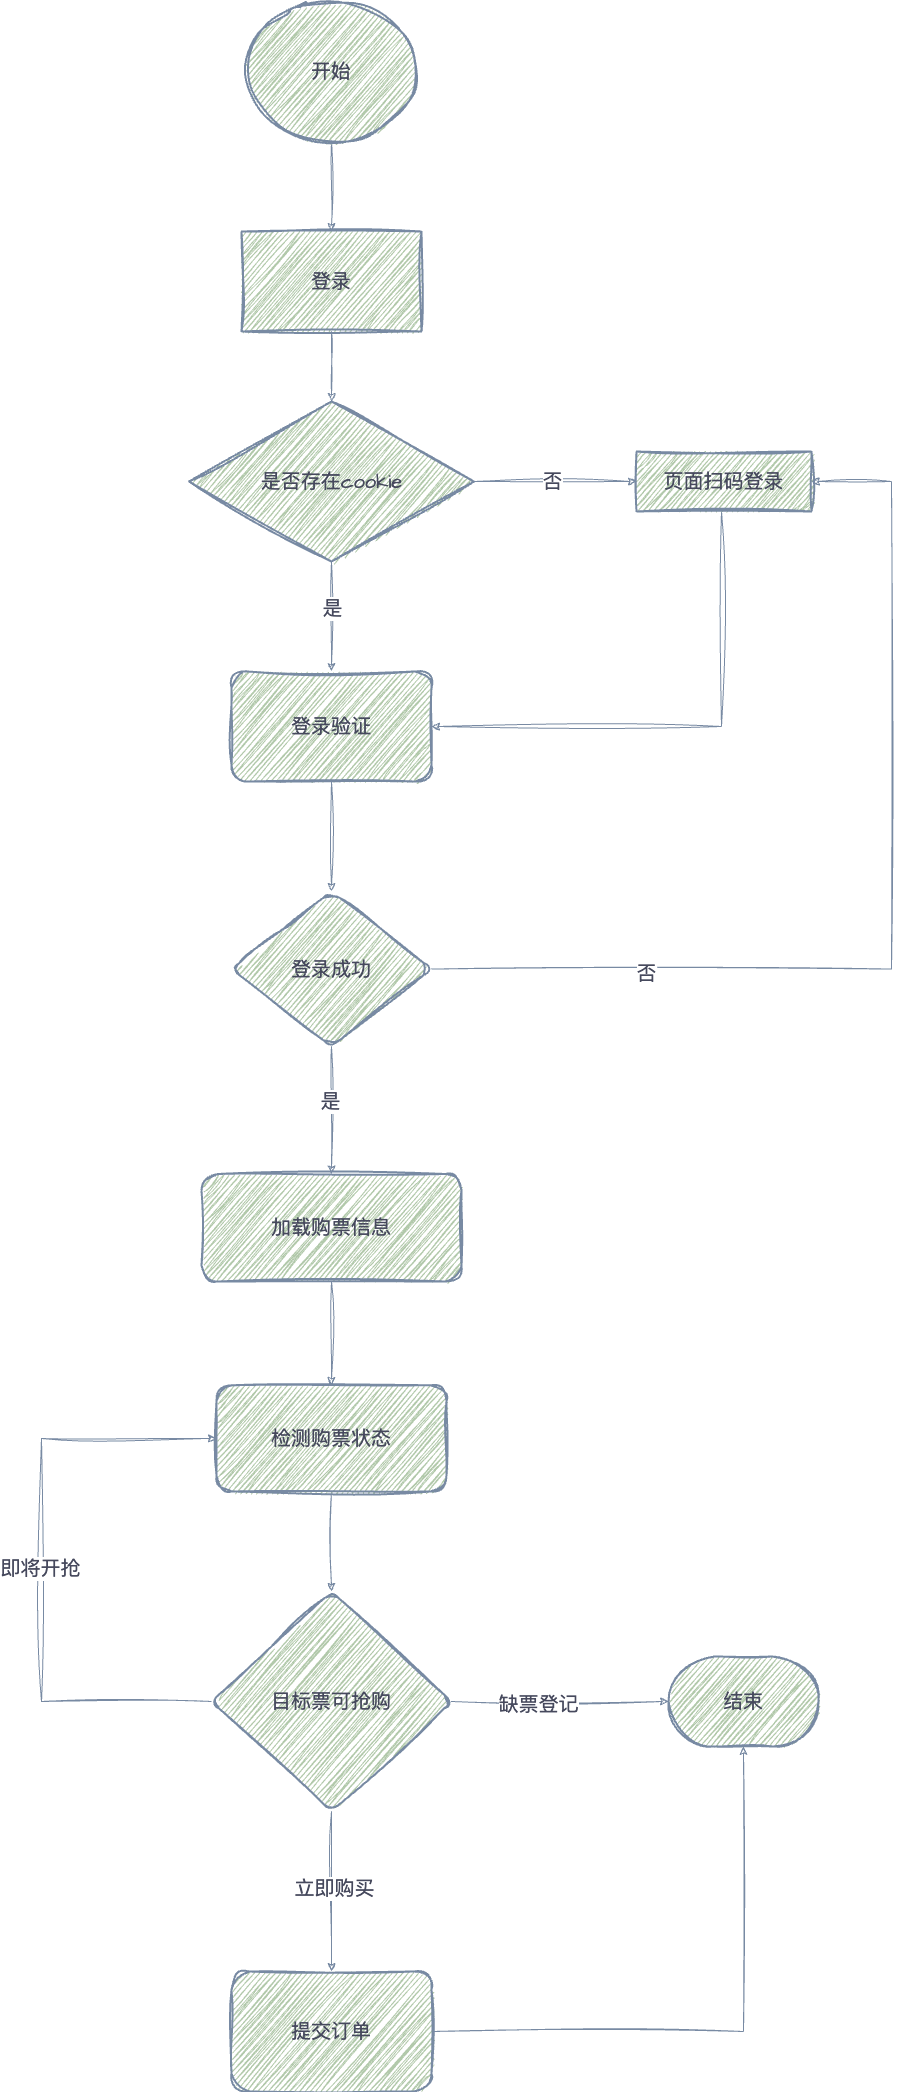 开始
登录
是否存在cookie
否
页面扫码登录
是
登录验证
登录成功
否
是
加载购票信息
检测购票状态
即将开抢
目标票可抢购
缺票登记
结束
立即购买
提交订单